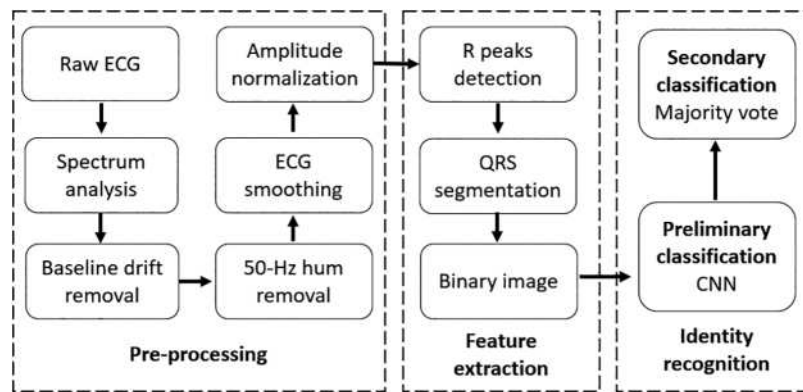 Raw ECG
Spectrum
analysis
Baseline drift
removal
50-Hz hum
removal
ECG
smoothing
Amplitude
normalization
Pre-processing
R peaks
detection
QRS
segmentation
Binary image
Feature
extraction
Preliminary
classification
CNN
Secondary
classification
Majority vote
Identity
recognition